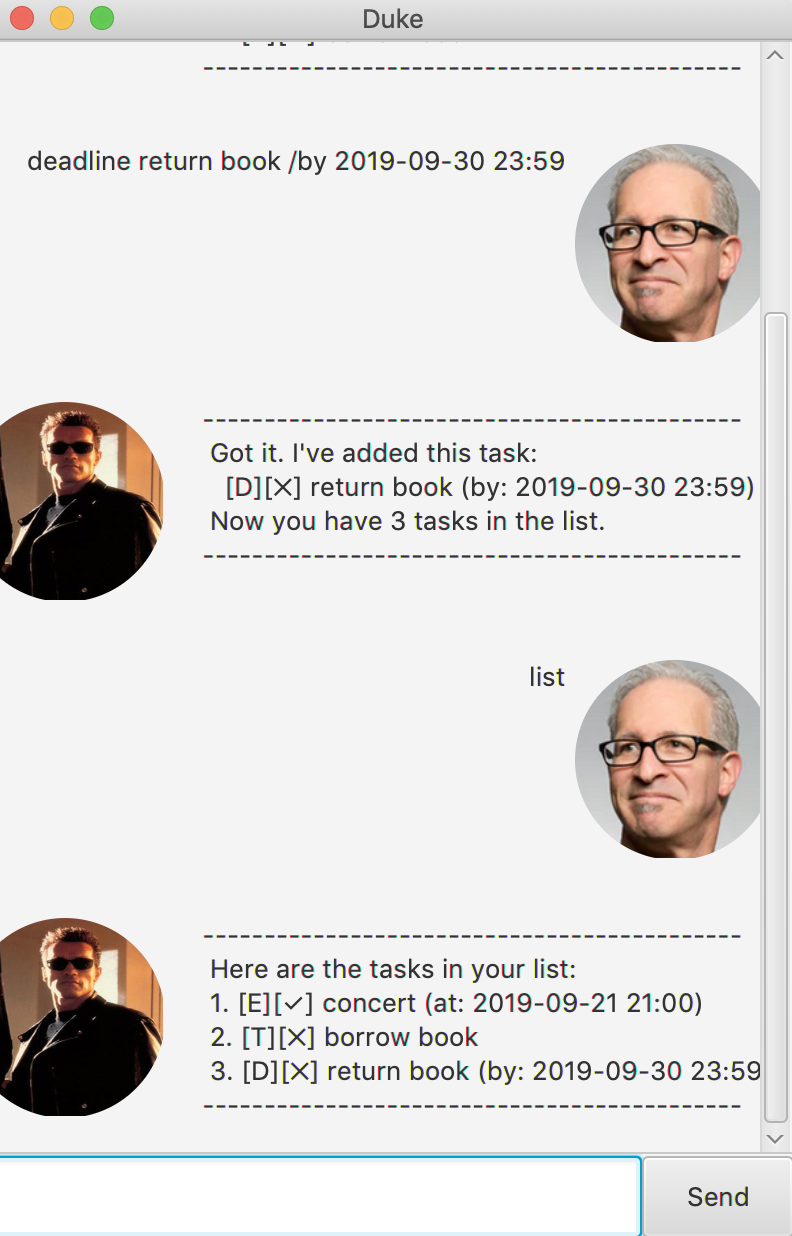 Duke
-------------------------------------------
deadline return book /by 2019-09-30 23:59
-------------------------------------------
Got it. I've added this task:
[D][✗] return book (by: 2019-09-30 23:59)
Now you have 3 tasks in the list.
-------------------------------------------
list
-------------------------------------------
Here are the tasks in your list:
1. [E][✓] concert (at: 2019-09-21 21:00)
2. [T][✗] borrow book
3. [D][✗] return book (by: 2019-09-30 23:59
-------------------------------------------
Send